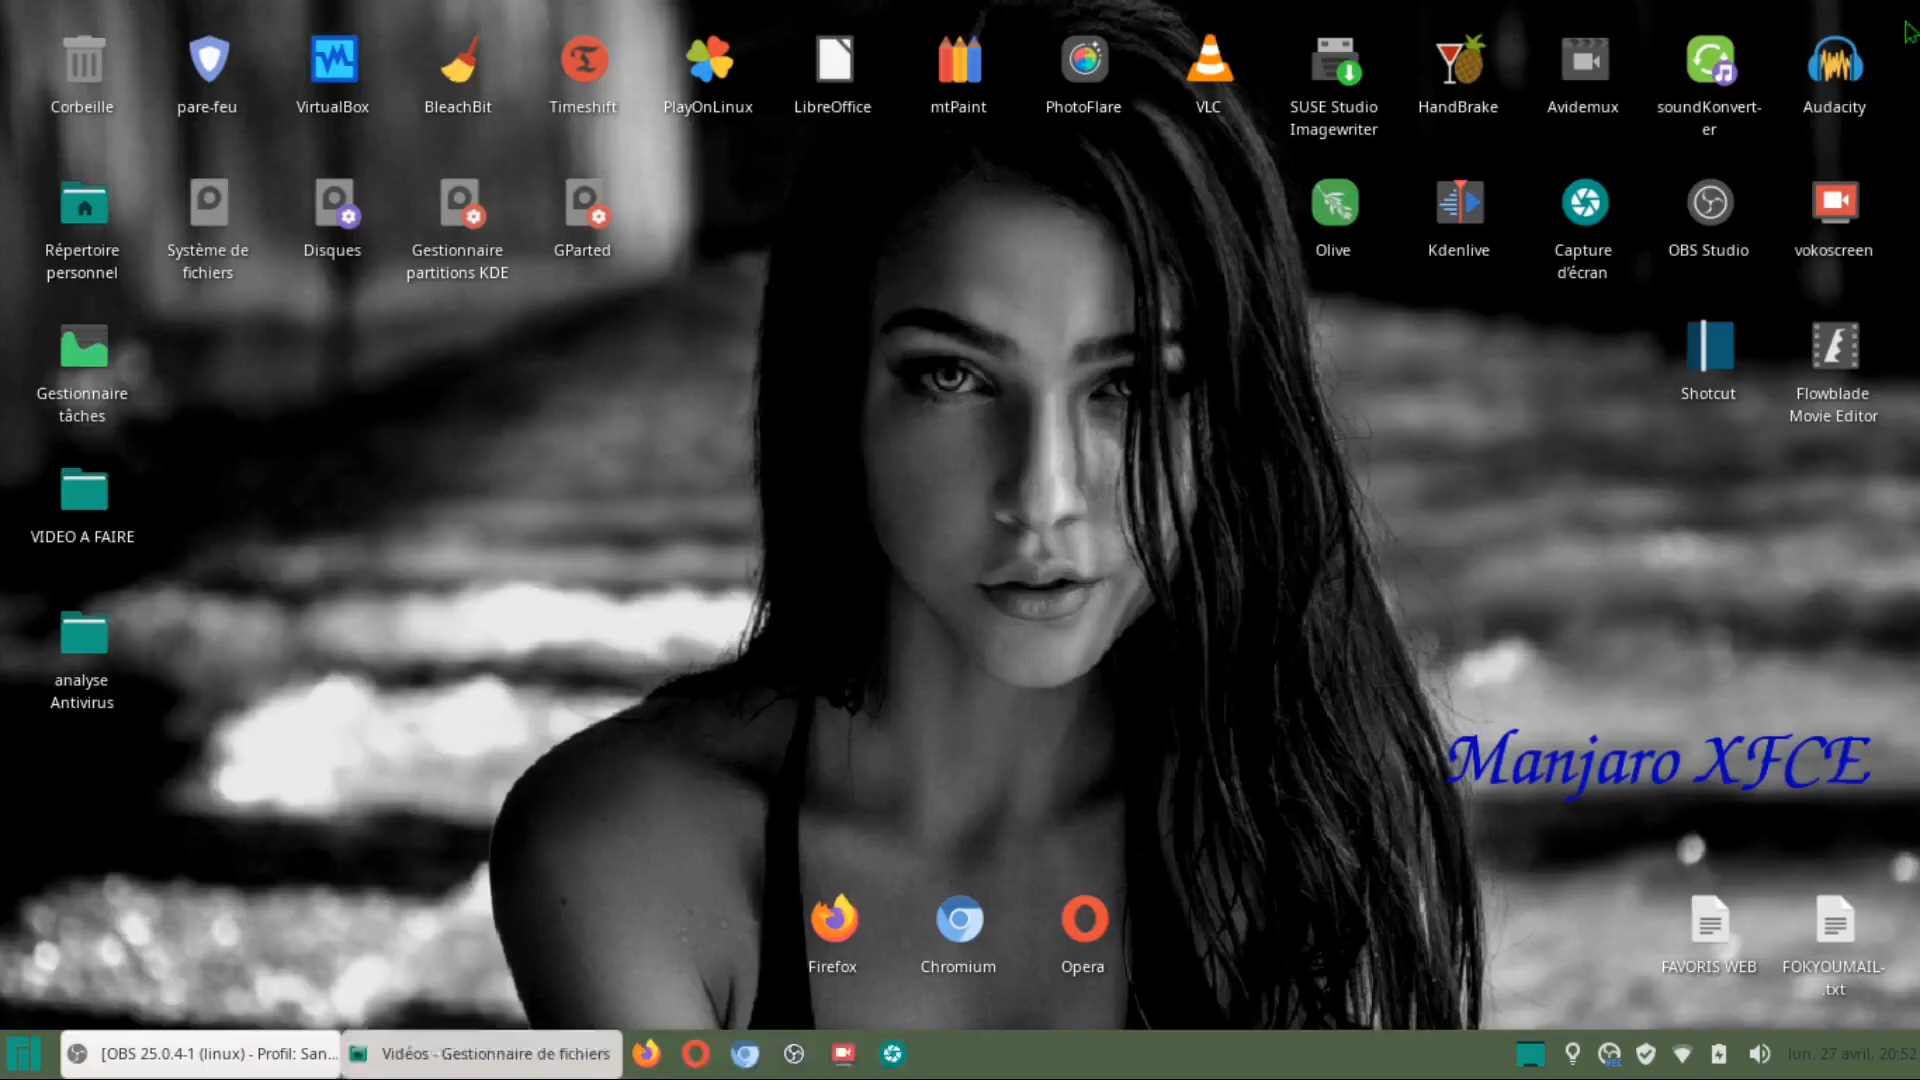 Corbeille
pare-feu
VirtualBox
BleachBit
Timeshift
PlayOnLinux
LibreOffice
mtPaint
PhotoFlare
VLC
SUSE Studio
Imagewriter
HandBrake
Avidemux
soundKonvert-
er
Audacity
Répertoire
personnel
Système de
fichiers
Disques
Gestionnaire
partitions KDE
GParted
Olive
Kdenlive
Capture
d'écran
OBS Studio
vokoscreen
Gestionnaire
tâches
Shotcut
Flowblade
Movie Editor
VIDEO A FAIRE
analyse
Antivirus
Manjaro XFCE
Firefox
Chromium
Opera
FAVORIS WEB
FOKYOUMAIL-
.txt
[OBS 25.0.4-1 (linux) - Profil: San...
Vidéos - Gestionnaire de fichiers
lun. 27 avril, 20:52